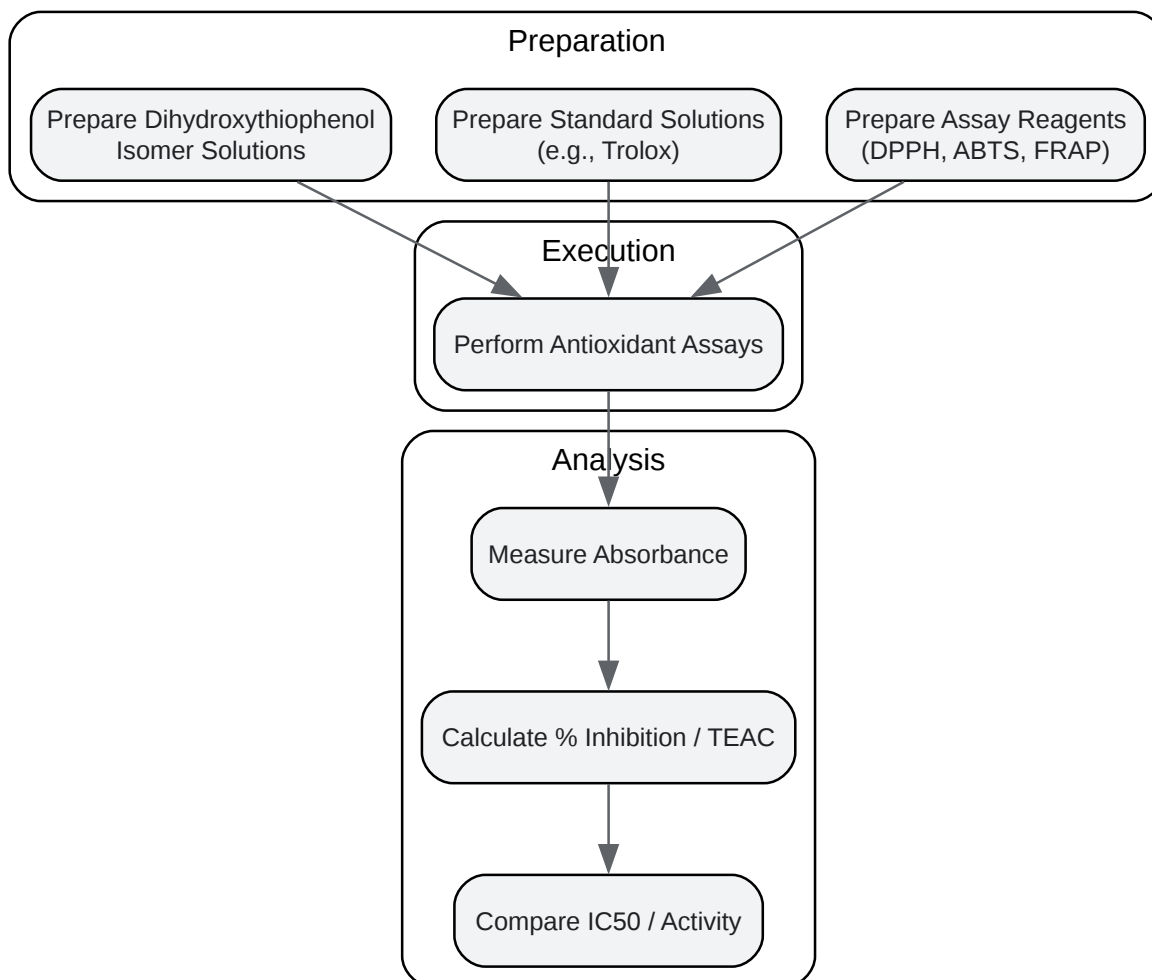 Preparation
Prepare Dihydroxythiophenol
Isomer Solutions
Prepare Standard Solutions
(e.g., Trolox)
Prepare Assay Reagents
(DPPH, ABTS, FRAP)
Execution
Perform Antioxidant Assays
Analysis
Measure Absorbance
Calculate % Inhibition / TEAC
Compare IC50 / Activity